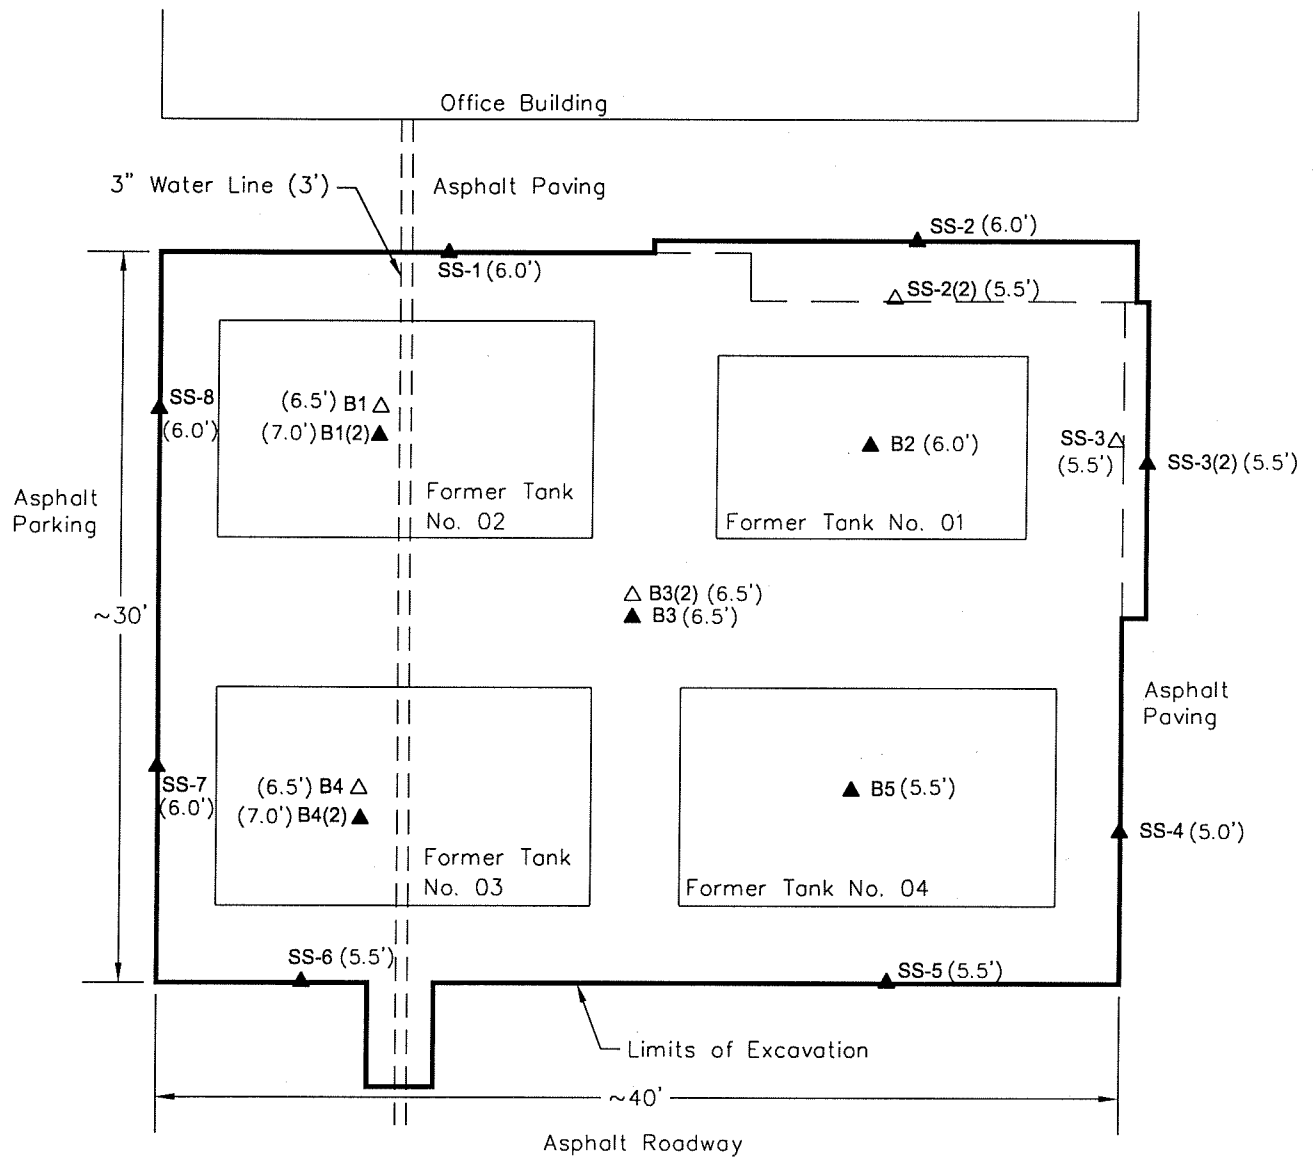 Office Building
3" Water Line (3')
Asphalt Paving
SS-2 (6.0')
SS-1 (6.0')
SS-2(2) (5.5')
SS-8
(6.0')
(6.5') B1
(7.0') B1(2)
B2 (6.0')
SS-3
(5.5')
SS-3(2) (5.5')
Asphalt
Parking
Former Tank
No. 02
Former Tank No. 01
~30'
B3(2) (6.5')
B3 (6.5')
Asphalt
Paving
SS-7
(6.0')
(6.5') B4
(7.0') B4(2)
B5 (5.5')
SS-4 (5.0')
Former Tank
No. 03
Former Tank No. 04
SS-6 (5.5')
SS-5 (5.5')
Limits of Excavation
~40'
Asphalt Roadway